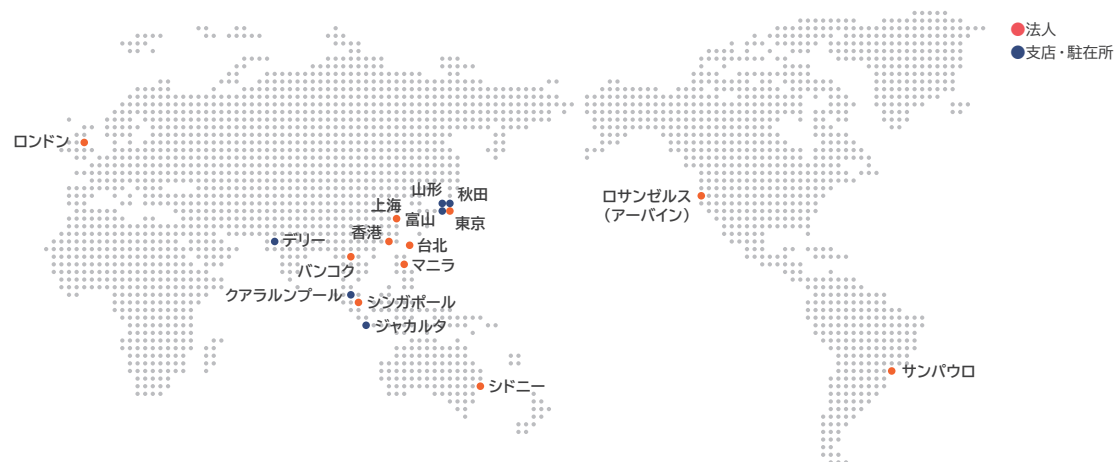 法人
支店・駐在所
ロンドン
山形
秋田
上海
富山
東京
香港
台北
デリー
バンコク
マニラ
クアラルンプール
シンガポール
ジャカルタ
シドニー
ロサンゼルス
（アーバイン）
サンパウロ